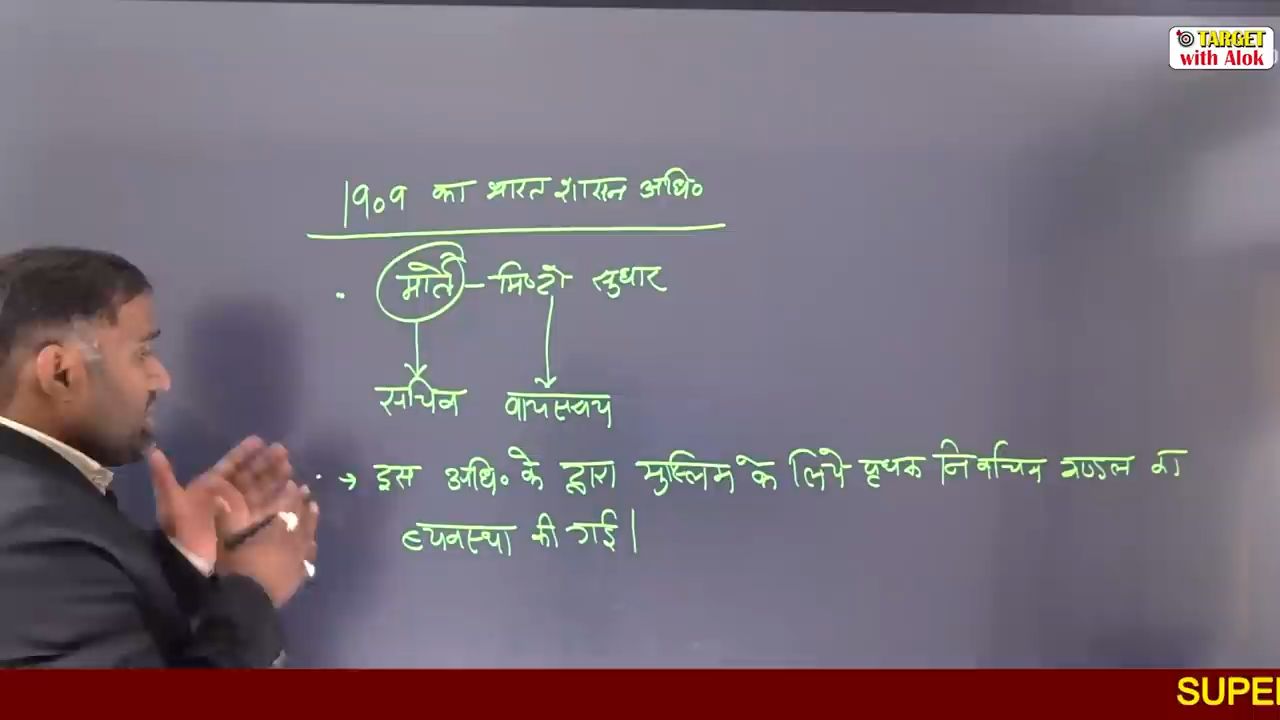 TARGET
with Alok
1909 का भारत शासन अधि०
मार्ले - मिण्टो सुधार
सचिव वायसराय
→ इस अधि० के द्वारा मुस्लिम के लिये पृथक निर्वाचन मण्डल का
व्यवस्था की गई।
SUPE